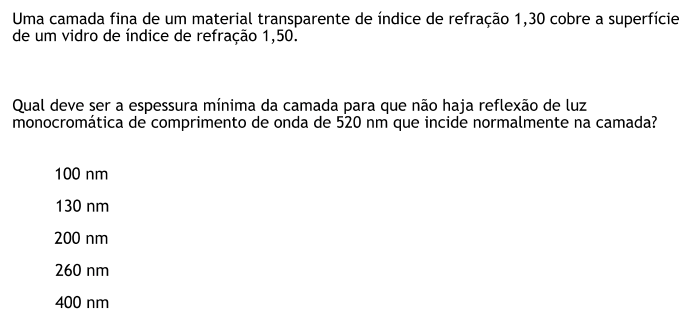 Uma camada fina de um material transparente de índice de refração 1,30 cobre a superfície
de um vidro de índice de refração 1,50.
Qual deve ser a espessura mínima da camada para que não haja reflexão de luz
monocromática de comprimento de onda de 520 nm que incide normalmente na camada?
100 nm
130 nm
200 nm
260 nm
400 nm